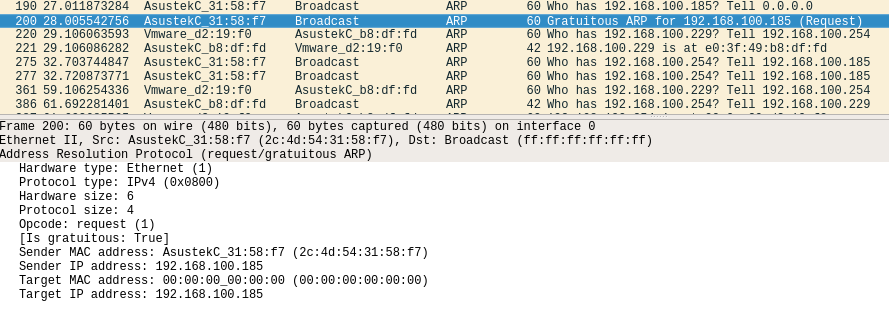 190 27.011873284 AsustekC_31:58:f7 Broadcast ARP 60 Who has 192.168.100.185? Tell 0.0.0.0
200 28.005542756 AsustekC_31:58:f7 Broadcast ARP 60 Gratuitous ARP for 192.168.100.185 (Request)
220 29.106063593 Vmware_d2:19:f0 AsustekC_b8:df:fd ARP 60 Who has 192.168.100.229? Tell 192.168.100.254
221 29.106086282 AsustekC_b8:df:fd Vmware_d2:19:f0 ARP 42 192.168.100.229 is at e0:3f:49:b8:df:fd
275 32.703744847 AsustekC_31:58:f7 Broadcast ARP 60 Who has 192.168.100.254? Tell 192.168.100.185
277 32.720873771 AsustekC_31:58:f7 Broadcast ARP 60 Who has 192.168.100.254? Tell 192.168.100.185
361 59.106254336 Vmware_d2:19:f0 AsustekC_b8:df:fd ARP 60 Who has 192.168.100.229? Tell 192.168.100.254
386 61.692281401 AsustekC_b8:df:fd Broadcast ARP 42 Who has 192.168.100.254? Tell 192.168.100.229
Frame 200: 60 bytes on wire (480 bits), 60 bytes captured (480 bits) on interface 0
Ethernet II, Src: AsustekC_31:58:f7 (2c:4d:54:31:58:f7), Dst: Broadcast (ff:ff:ff:ff:ff:ff)
Address Resolution Protocol (request/gratuitous ARP)
Hardware type: Ethernet (1)
Protocol type: IPv4 (0x0800)
Hardware size: 6
Protocol size: 4
Opcode: request (1)
[Is gratuitous: True]
Sender MAC address: AsustekC_31:58:f7 (2c:4d:54:31:58:f7)
Sender IP address: 192.168.100.185
Target MAC address: 00:00:00_00:00:00 (00:00:00:00:00:00)
Target IP address: 192.168.100.185